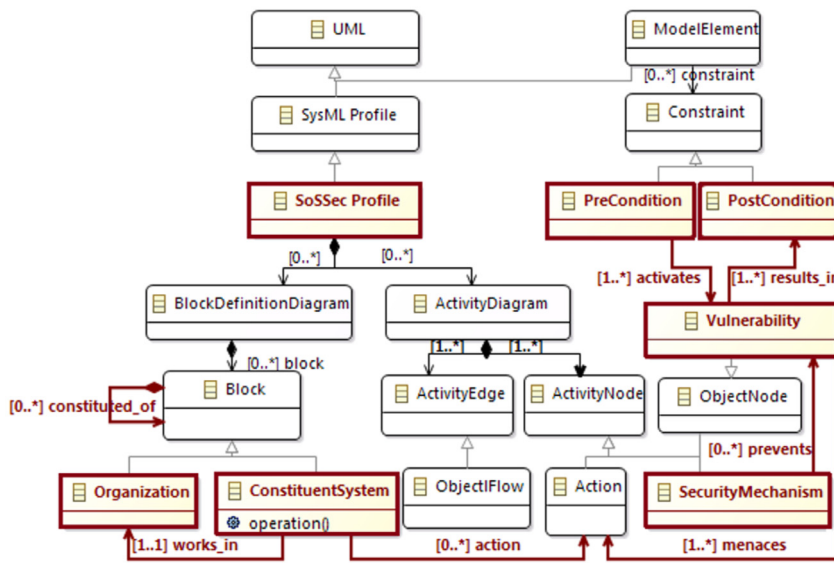 UML
ModelElement
[0..*] constraint
SysML Profile
Constraint
SoSSec Profile
PreCondition
PostCondition
[0..*]
[0..*]
[1..*] activates
[1..*] results_in
BlockDefinitionDiagram
ActivityDiagram
Vulnerability
[1..*]
[1..*]
[0..*] block
Block
ActivityEdge
ActivityNode
ObjectNode
[0..*] constituted_of
[0..*] prevents
Organization
ConstituentSystem
ObjectlFlow
Action
SecurityMechanism
operation()
[1..1] works_in
[0..*] action
[1..*] menaces